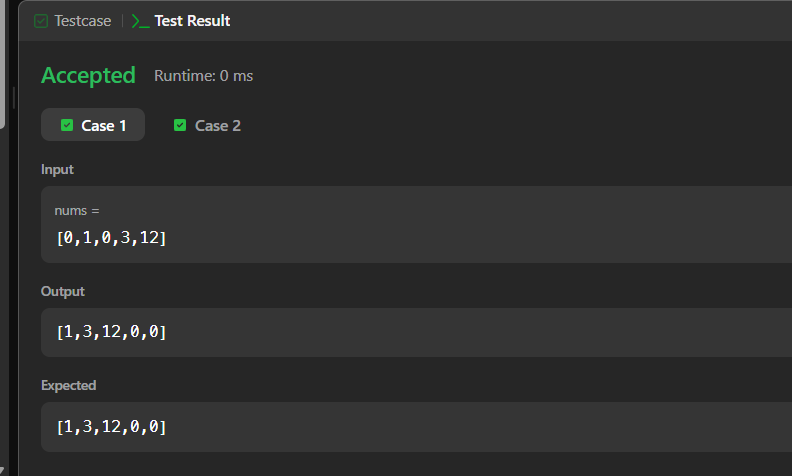 Testcase | >_ Test Result
Accepted Runtime: 0 ms
Case 1 Case 2
Input
nums =
[0,1,0,3,12]
Output
[1,3,12,0,0]
Expected
[1,3,12,0,0]